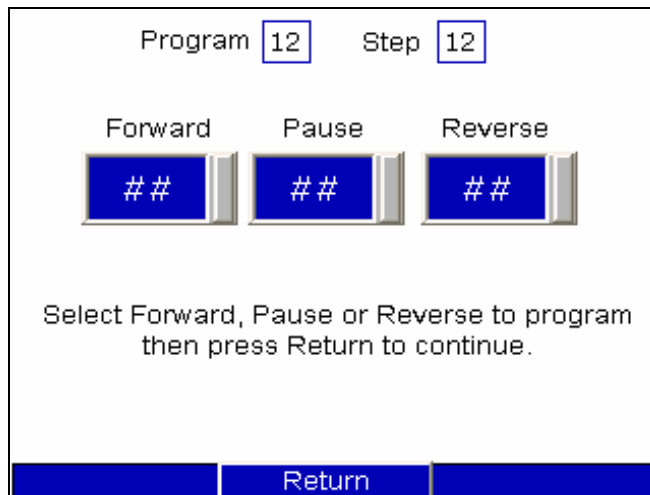 Program 12 Step 12
Forward Pause Reverse
## ## ##
Select Forward, Pause or Reverse to program
then press Return to continue.
Return